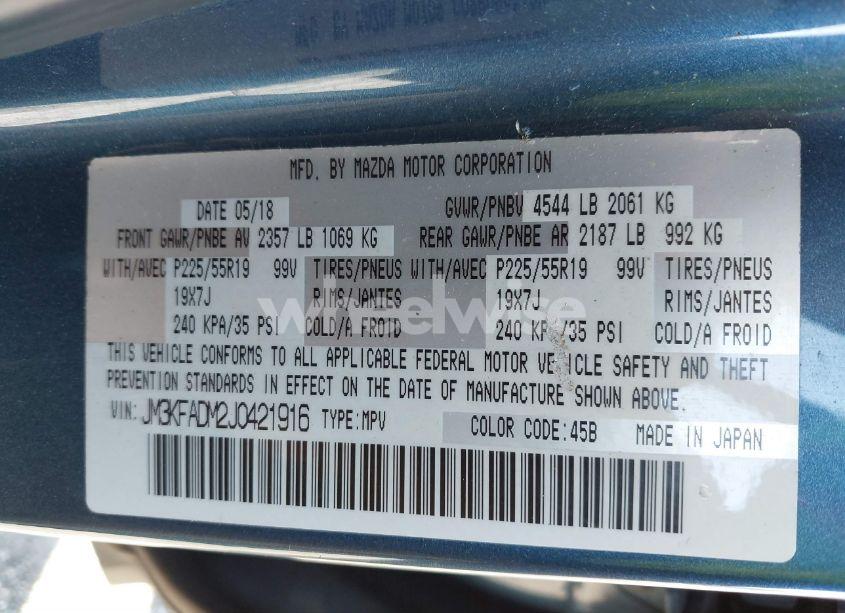 MFD. BY MAZDA MOTOR CORPORATION
DATE 05/18 GVWR/PNBV 4544 LB 2061 KG
FRONT GAWR/PNBE AV 2357 LB 1069 KG REAR GAWR/PNBE AR 2187 LB 992 KG
WITH/AVEC P225/55R19 99V TIRES/PNEUS WITH/AVEC P225/55R19 99V TIRES/PNEUS
19X7J RIMS/JANTES 19X7J RIMS/JANTES
wheelwise
240 KPA/35 PSI COLD/A FROID 240 KPA/35 PSI COLD/A FROID
THIS VEHICLE CONFORMS TO ALL APPLICABLE FEDERAL MOTOR VEHICLE SAFETY AND THEFT
PREVENTION STANDARDS IN EFFECT ON THE DATE OF MANUFACTURE SHOWN ABOVE.
VIN: JM3KFADM2J0421916 TYPE:MPV COLOR CODE:45B MADE IN JAPAN